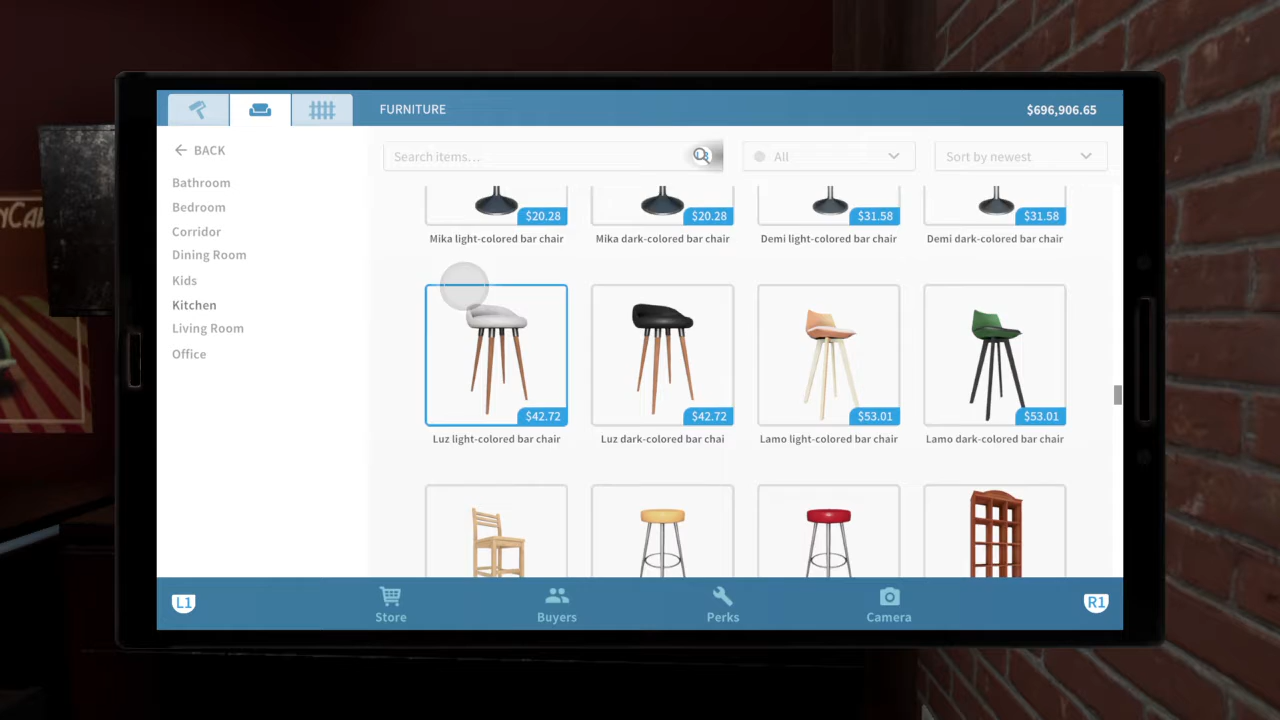 FURNITURE
$696,906.65
BACK
Search items...
All
Sort by newest
Bathroom
Bedroom
Corridor
Dining Room
Kids
Kitchen
Living Room
Office
$20.28
$20.28
$31.58
$31.58
Mika light-colored bar chair
Mika dark-colored bar chair
Demi light-colored bar chair
Demi dark-colored bar chair
$42.72
$42.72
$53.01
$53.01
Luz light-colored bar chair
Luz dark-colored bar chai
Lamo light-colored bar chair
Lamo dark-colored bar chair
L1
Store
Buyers
Perks
Camera
R1